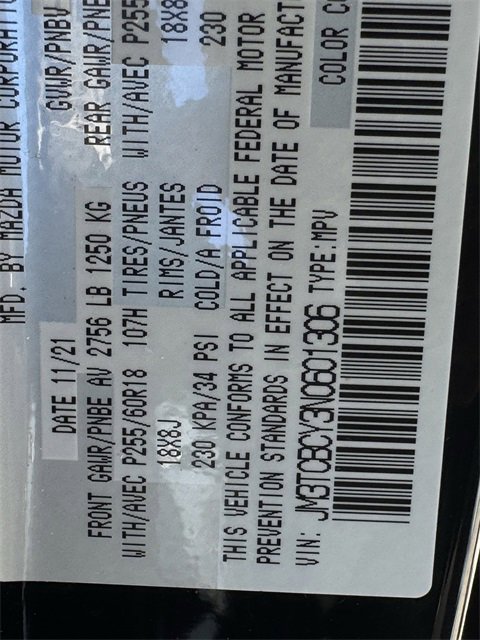 MFD. BY MAZDA MOTOR CORPORATI
DATE 11/21 GVWR/PNBV
FRONT GAWR/PNBE AV 2756 LB 1250 KG REAR GAWR/PNE
WITH/AVEC P255/60R18 107H TIRES/PNEUS WITH/AVEC P255
18X8J RIMS/JANTES 18X8
230 KPA/34 PSI COLD/A FROID 230
THIS VEHICLE CONFORMS TO ALL APPLICABLE FEDERAL MOTOR
PREVENTION STANDARDS IN EFFECT ON THE DATE OF MANUFACT
VIN: JM3TCBCY3N0601306 TYPE:MPV COLOR CO